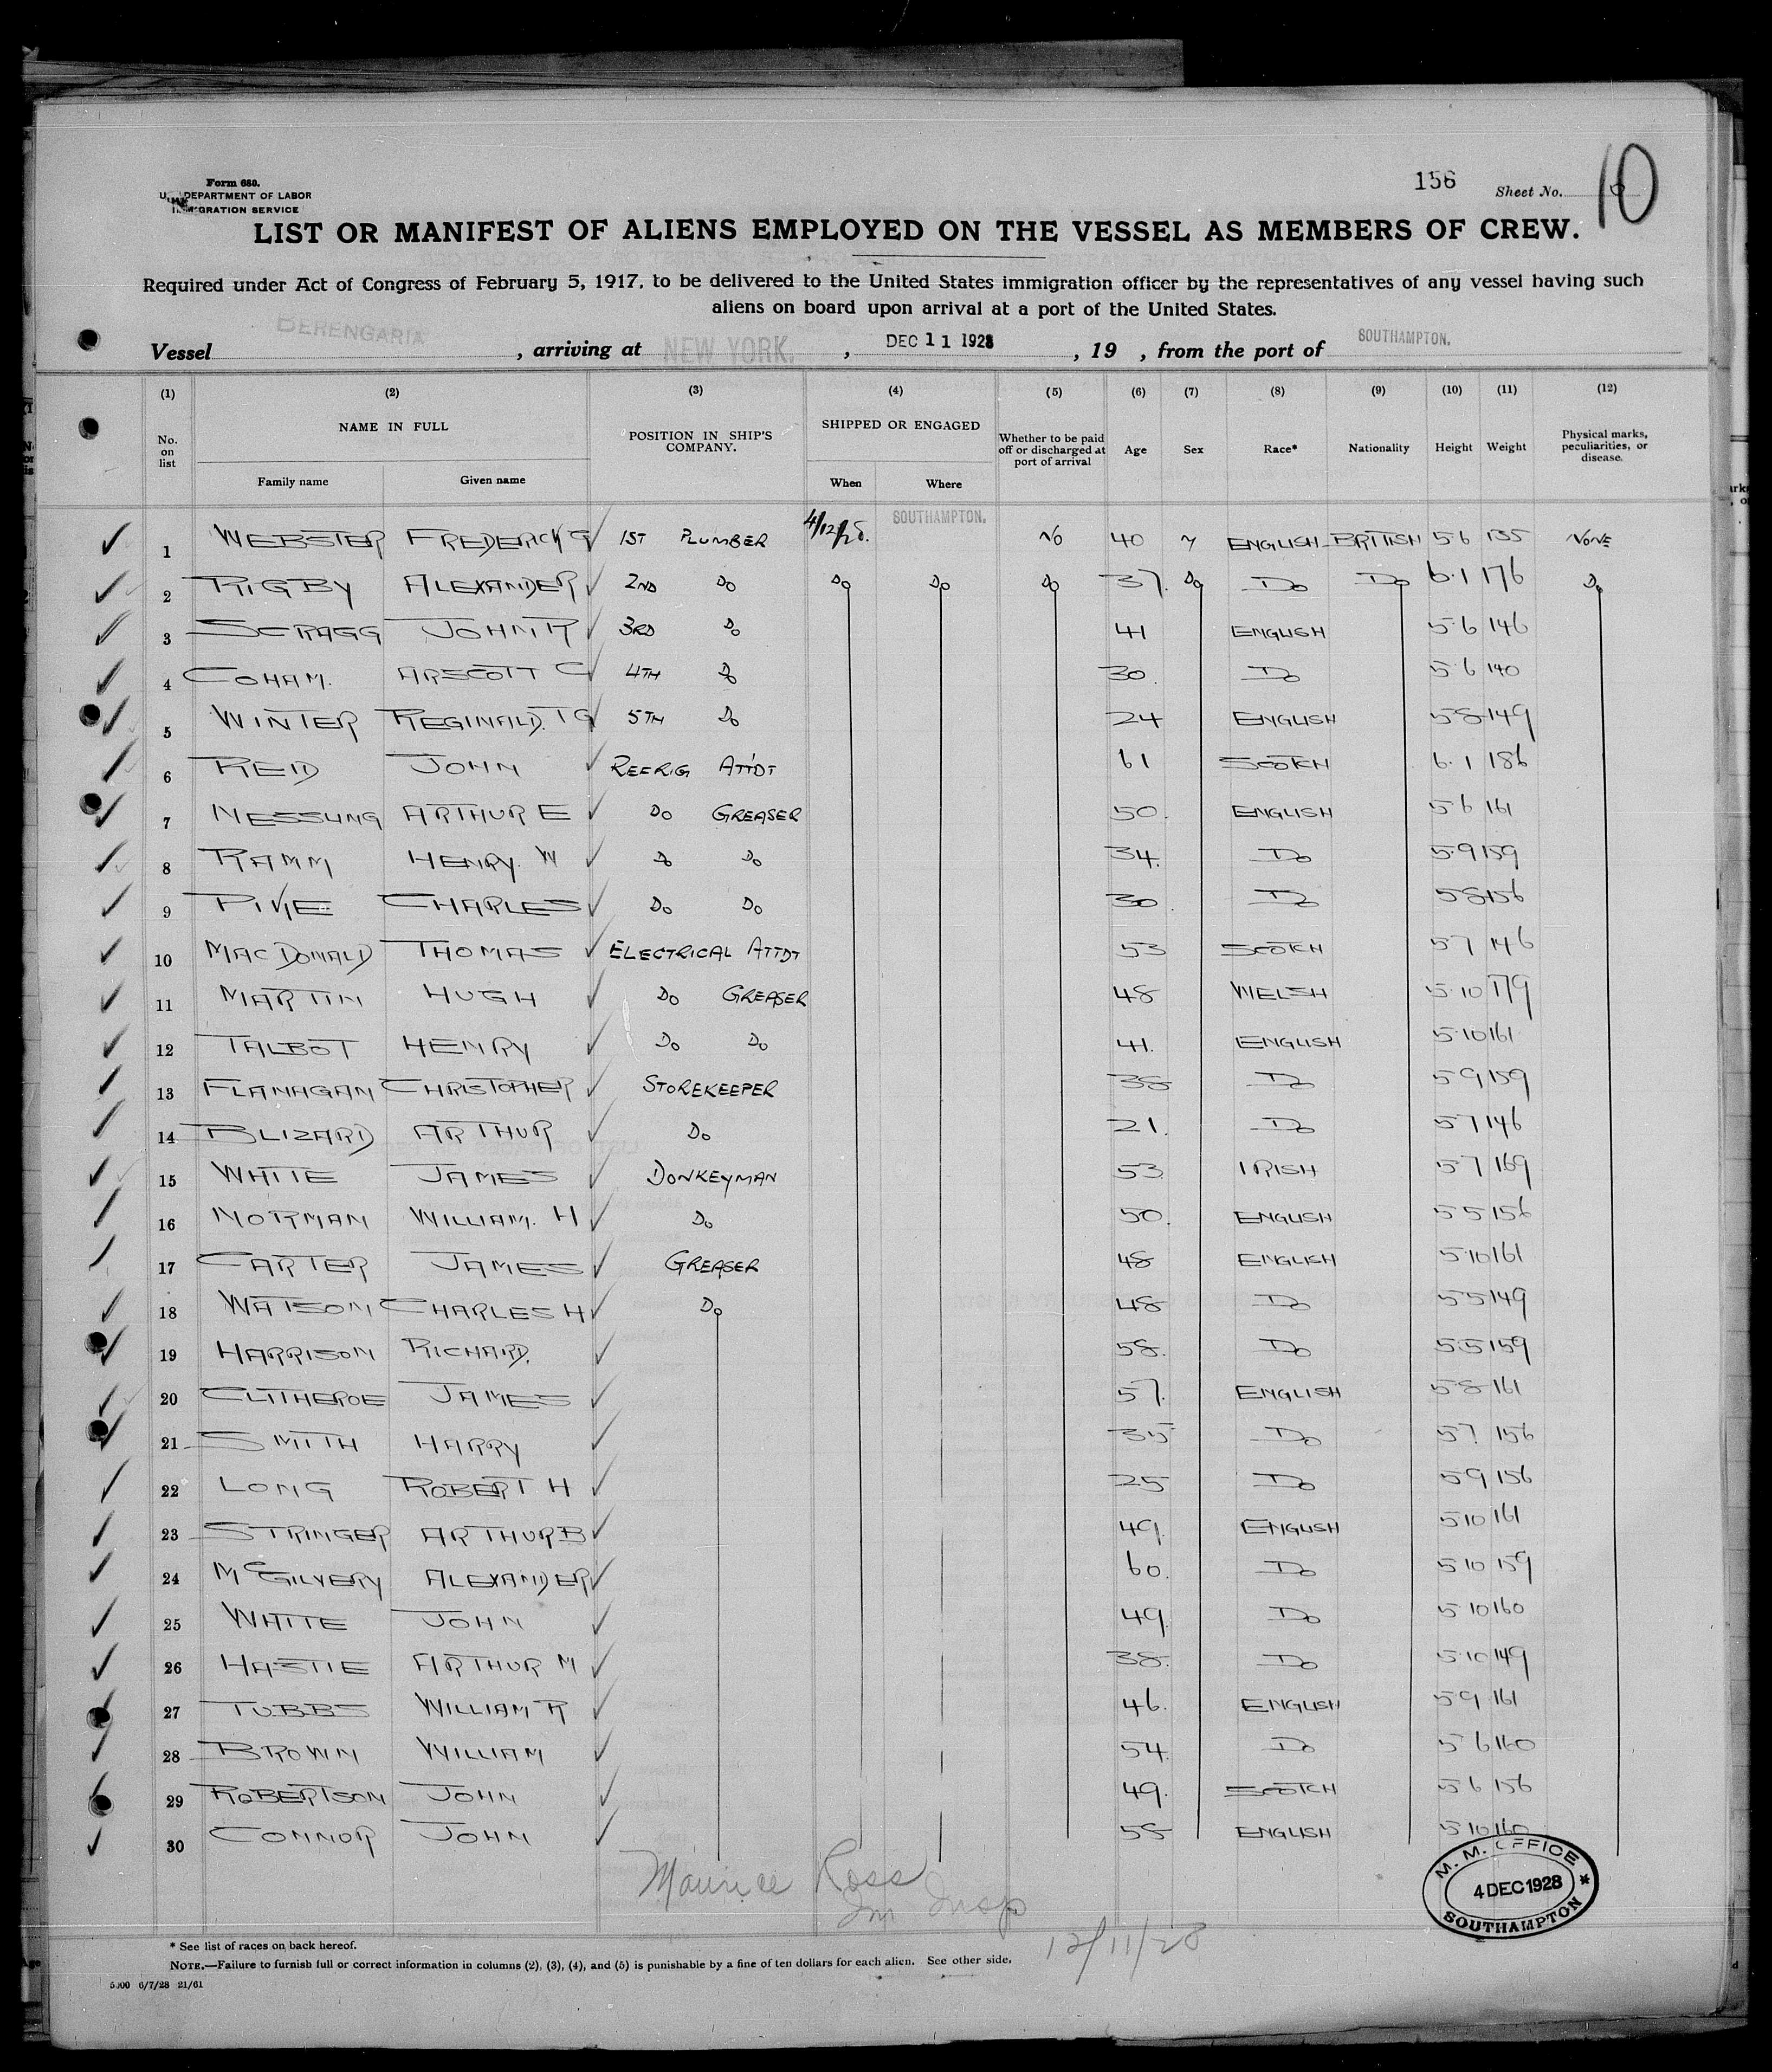 Form 680.
DEPARTMENT OF LABOR
IMMIGRATION SERVICE
156 Sheet No. 10
LIST OR MANIFEST OF ALIENS EMPLOYED ON THE VESSEL AS MEMBERS OF CREW.
Required under Act of Congress of February 5, 1917, to be delivered to the United States immigration officer by the representatives of any vessel having such
aliens on board upon arrival at a port of the United States.
Vessel BERENGARIA, arriving at NEW YORK., DEC 11 1928, 19 , from the port of SOUTHAMPTON.
(1) (2) (3) (4) (5) (6) (7) (8) (9) (10) (11) (12)
No. on list NAME IN FULL Family name Given name POSITION IN SHIP'S COMPANY. SHIPPED OR ENGAGED When Where Whether to be paid off or discharged at port of arrival Age Sex Race* Nationality Height Weight Physical marks, peculiarities, or disease.
1 WEBSTER FREDERICK G 1ST PLUMBER 4/12/28. SOUTHAMPTON. NO 40 ENGLISH BRITISH 5 6 135 NONE
2 RIGBY ALEXANDER 2ND Do Do Do Do 37. Do Do Do 6.1 176 Do
3 SCRAGG JOHN R 3RD Do 41 ENGLISH 5.6 146
4 COHAM. ARSCOTT C 4TH Do 30. Do 5.6 140
5 WINTER REGINALD. T G 5TH Do 24 ENGLISH 5 8 149
6 REID JOHN REFRIG ATTDT 61 SCOTCH 6.1 186
7 NESSLING ARTHUR E Do GREASER 50. ENGLISH 5 6 161
8 RAMM HENRY. W Do Do 34. Do 5.9 159
9 PIKE CHARLES Do Do 30. Do 5 8 156
10 MACDONALD THOMAS ELECTRICAL ATTDT 53 SCOTCH 5 7 146
11 MARTIN HUGH Do GREASER 48 WELSH 5.10 179
12 TALBOT HENRY Do Do 41. ENGLISH 5.10 161
13 FLANAGAN CHRISTOPHER STOREKEEPER 38 Do 5 9 159
14 BLIZARD ARTHUR Do 21. Do 5 7 146
15 WHITE JAMES DONKEYMAN 53 IRISH 5 7 169
16 NORMAN WILLIAM. H Do 50. ENGLISH 5 5 156
17 CARTER JAMES GREASER 48 ENGLISH 5.10 161
18 WATSON CHARLES H Do 48 Do 5 5 149
19 HARRISON RICHARD. 58. Do 5.5 159
20 CLITHEROE JAMES 57. ENGLISH 5 8 161
21 SMITH HARRY 35 Do 5 7. 156
22 LONG ROBERT H 25 Do 5 9 156
23 STRINGER ARTHUR B 49. ENGLISH 5 10 161
24 McGILVERY ALEXANDER 60. Do 5 10 159
25 WHITE JOHN 49. Do 5 10 160
26 HASTIE ARTHUR M 38. Do 5.10 149
27 TUBBS WILLIAM R 46. ENGLISH 5 9 161
28 BROWN WILLIAM 54. Do 5 6 160
29 ROBERTSON JOHN 49. SCOTCH 5 6 156
30 CONNOR JOHN 58 ENGLISH 5 10 160
Maurice Ross
Im Insp
12/11/28
M. M. OFFICE
4 DEC 1928
SOUTHAMPTON
* See list of races on back hereof.
NOTE.—Failure to furnish full or correct information in columns (2), (3), (4), and (5) is punishable by a fine of ten dollars for each alien. See other side.
5000 6/7/28 21/61